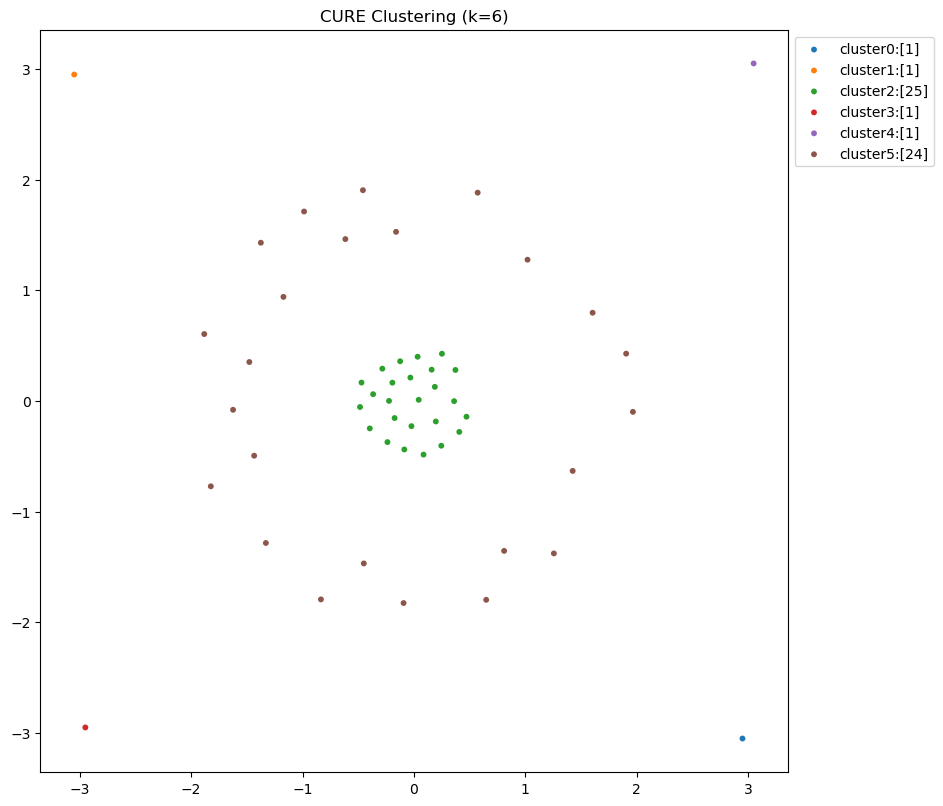 CURE Clustering (k=6)
cluster0:[1]
cluster1:[1]
cluster2:[25]
cluster3:[1]
cluster4:[1]
cluster5:[24]
3
2
1
0
−1
−2
−3
−3 −2 −1 0 1 2 3